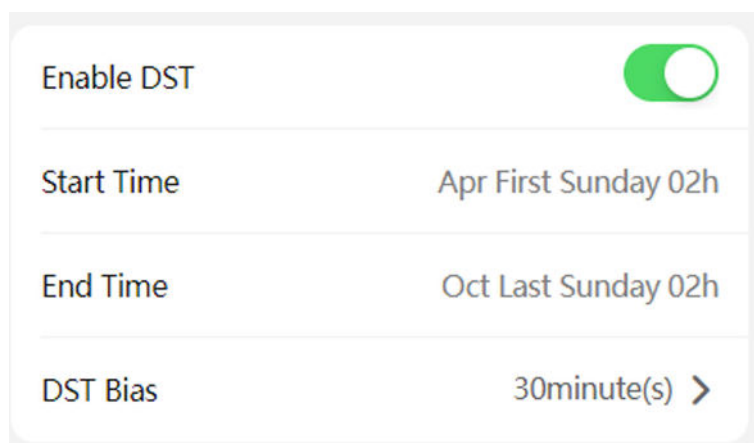 Enable DST
Start Time Apr First Sunday 02h
End Time Oct Last Sunday 02h
DST Bias 30minute(s)